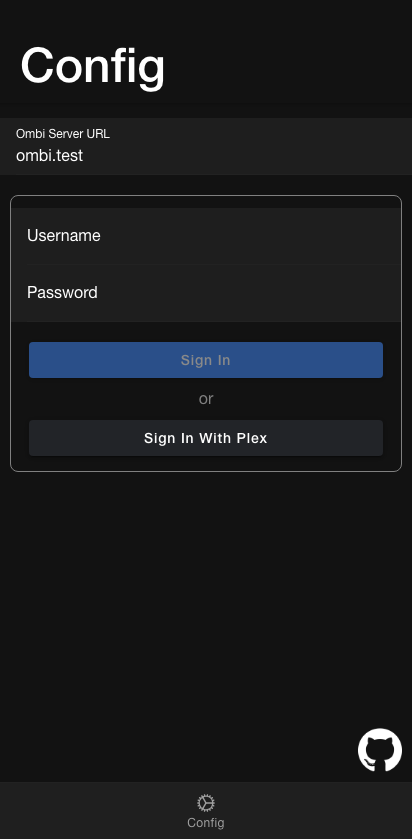 Config
Ombi Server URL
ombi.test
Username
Password
Sign In
or
Sign In With Plex
Config